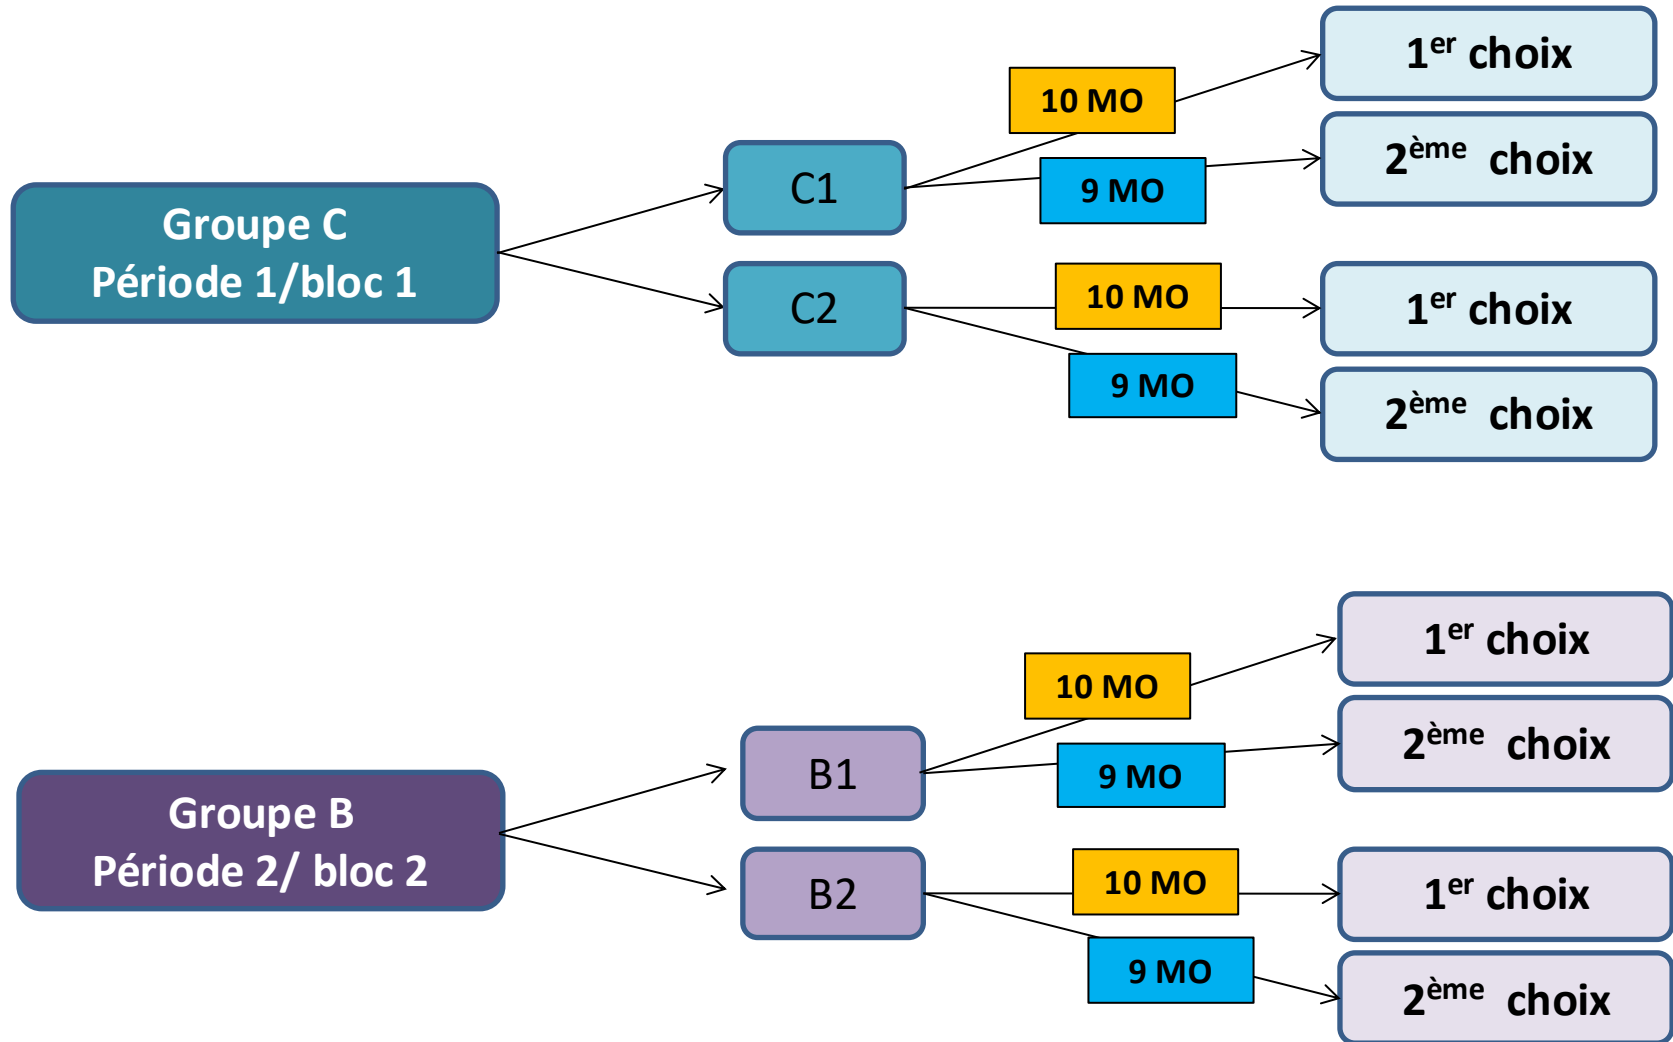 1er choix
10 MO
2ème choix
C1
9 MO
Groupe C
Période 1/bloc 1
10 MO
1er choix
C2
9 MO
2ème choix
1er choix
10 MO
2ème choix
B1
9 MO
Groupe B
Période 2/ bloc 2
10 MO
1er choix
B2
9 MO
2ème choix